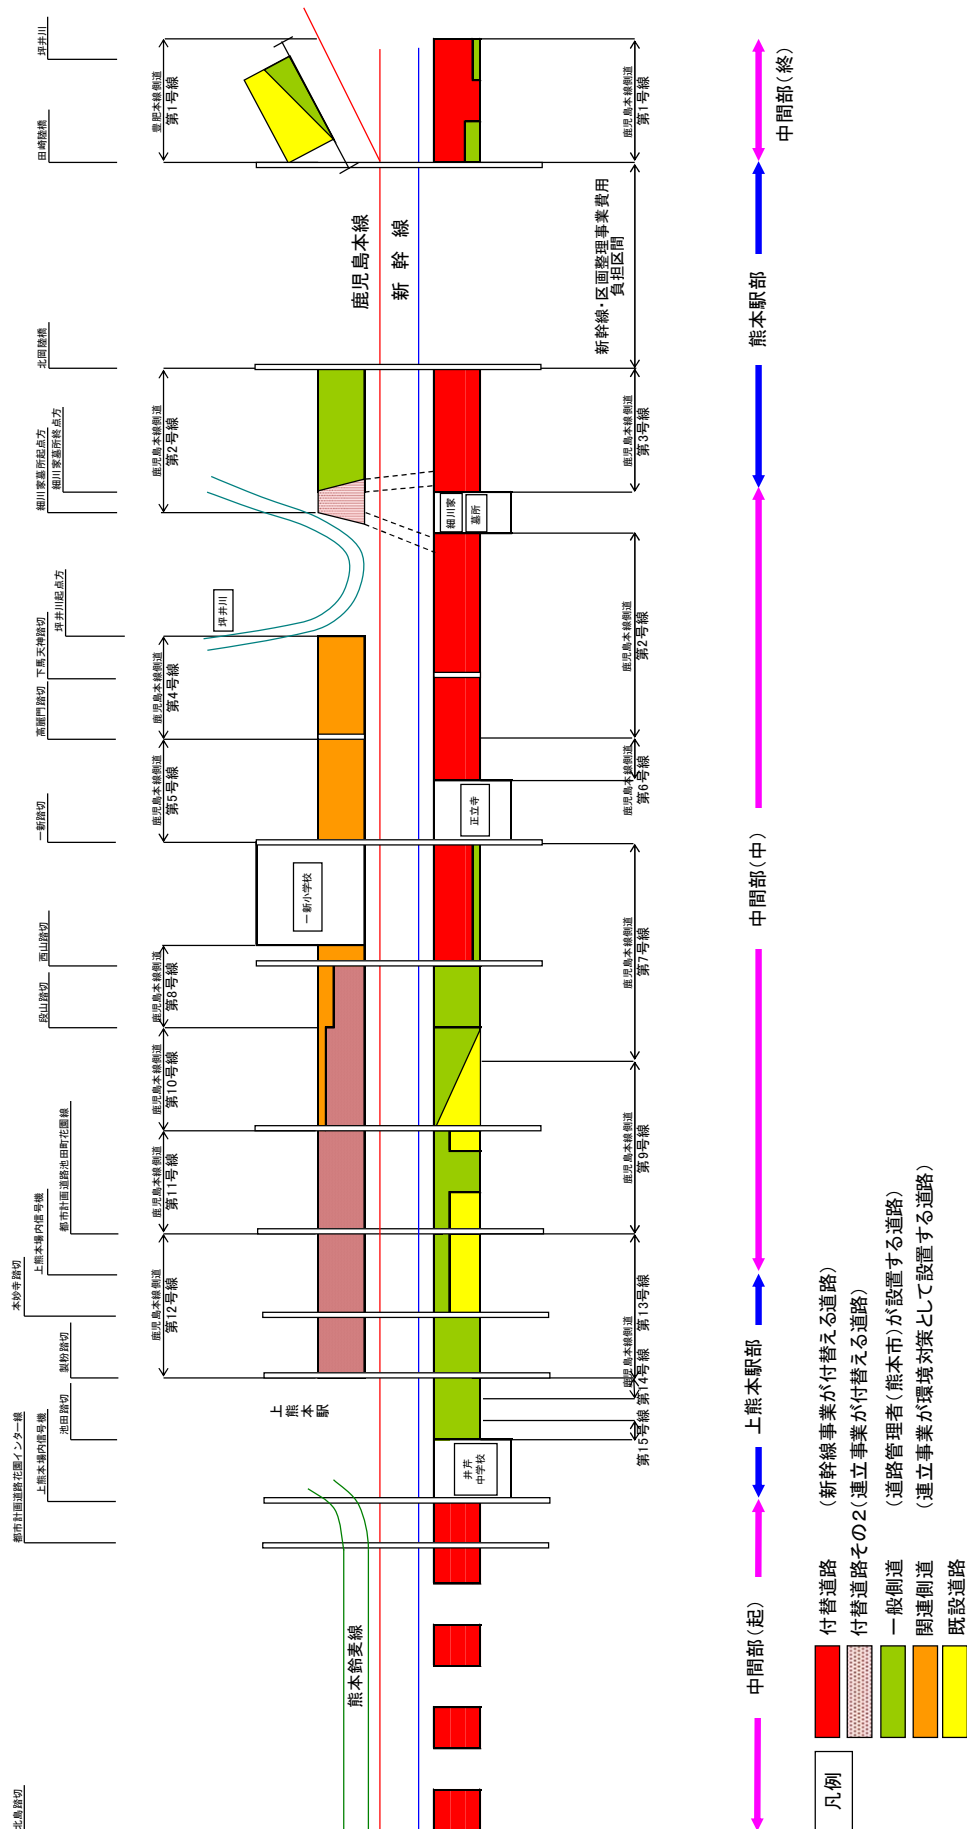 坪井川
田崎陸橋
北岡陸橋
細川家墓所終点方
細川家墓所起点方
坪井川起点方
下馬天神踏切
高麗門踏切
一新踏切
西山踏切
段山踏切
都市計画道路池田町花園線
上熊本場内信号機
本妙寺踏切
製粉踏切
池田踏切
上熊本場内信号機
都市計画道路花園インター線
北島踏切
豊肥本線側道
第1号線
鹿児島本線側道
第2号線
鹿児島本線側道
第4号線
鹿児島本線側道
第5号線
鹿児島本線側道
第8号線
鹿児島本線側道
第10号線
鹿児島本線側道
第11号線
鹿児島本線側道
第12号線
坪井川
一新小学校
上熊本駅
熊本鈴麦線
鹿児島本線
新幹線
細川家
墓所
正立寺
井芹
中学校
鹿児島本線側道
第1号線
新幹線・区画整理事業費用
負担区間
鹿児島本線側道
第3号線
鹿児島本線側道
第2号線
鹿児島本線側道
第6号線
鹿児島本線側道
第7号線
鹿児島本線側道
第9号線
鹿児島本線側道
第13号線
第14号線
第15号線
中間部(終)
熊本駅部
中間部(中)
上熊本駅部
中間部(起)
凡例
付替道路 (新幹線事業が付替える道路)
付替道路その2(連立事業が付替える道路)
一般側道 (道路管理者(熊本市)が設置する道路)
関連側道 (連立事業が環境対策として設置する道路)
既設道路